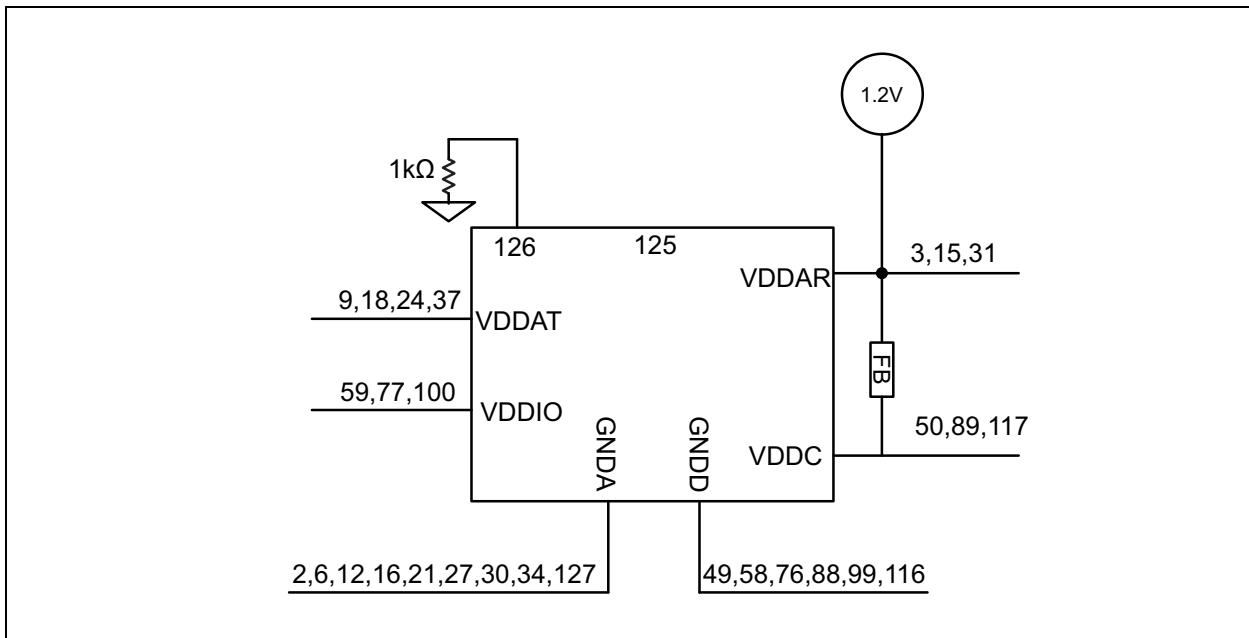 1.2V
1kΩ
126
125
VDDAR
3,15,31
9,18,24,37
VDDAT
FB
59,77,100
VDDIO
GNDA
GNDD
VDDC
50,89,117
2,6,12,16,21,27,30,34,127
49,58,76,88,99,116